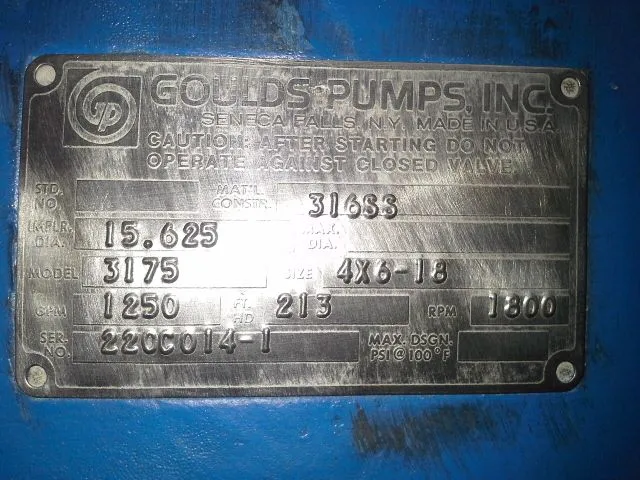 gp GOULDS PUMPS, INC.
SENECA FALLS, N.Y. MADE IN U.S.A.
CAUTION: AFTER STARTING DO NOT
OPERATE AGAINST CLOSED VALVE.
STD. NO. MAT'L. CONSTR. 316SS
IMPLR. DIA. 15.625 MAX. DIA.
MODEL 3175 SIZE 4X6-18
GPM 1250 FT. HD 213 RPM 1800
SER. NO. 220C014-1 MAX. DSGN. PSI @ 100°F